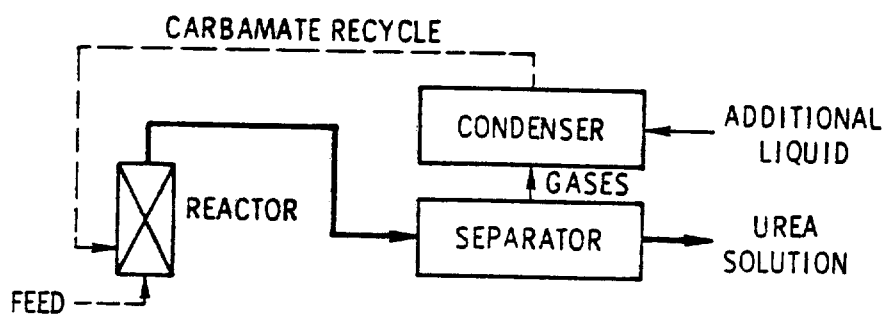 CARBAMATE RECYCLE
CONDENSER
ADDITIONAL
LIQUID
GASES
REACTOR
SEPARATOR
UREA
SOLUTION
FEED